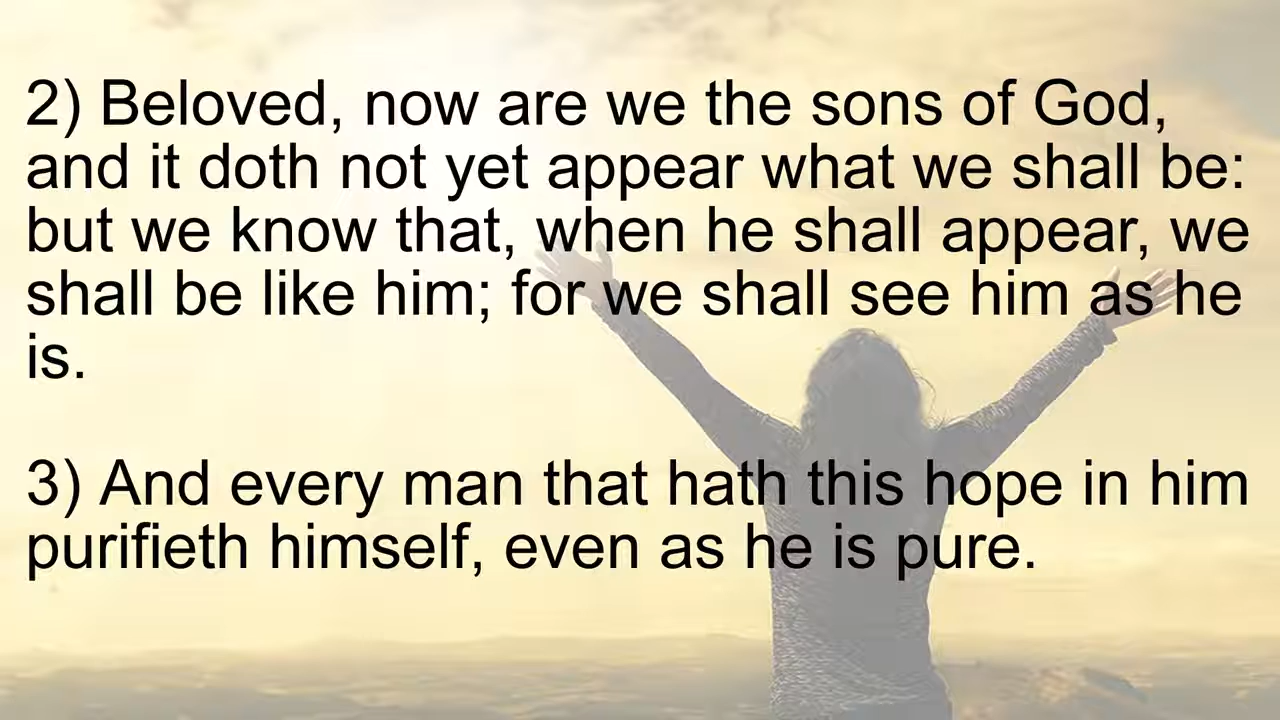 2) Beloved, now are we the sons of God,
and it doth not yet appear what we shall be:
but we know that, when he shall appear, we
shall be like him; for we shall see him as he
is.
3) And every man that hath this hope in him
purifieth himself, even as he is pure.